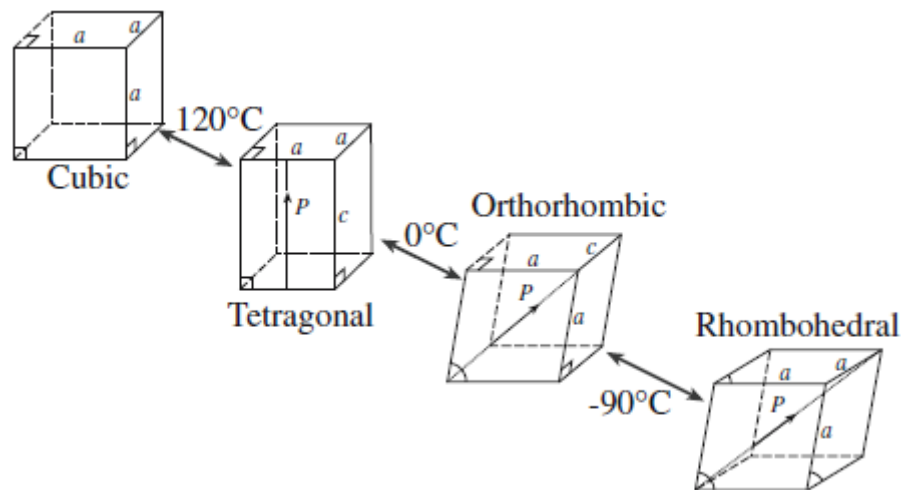 a
a
a
Cubic
120°C
a
a
P
c
Tetragonal
0°C
Orthorhombic
c
a
P
a
-90°C
Rhombohedral
a
a
P
a